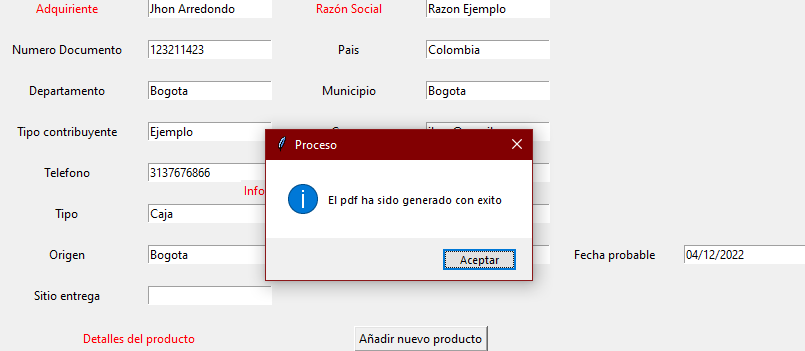 Adquiriente Jhon Arredondo Razón Social Razon Ejemplo
Numero Documento 123211423 Pais Colombia
Departamento Bogota Municipio Bogota
Tipo contribuyente Ejemplo
Proceso
Telefono 3137676866
Info
El pdf ha sido generado con exito
Tipo Caja
Origen Bogota Fecha probable 04/12/2022
Aceptar
Sitio entrega
Detalles del producto Añadir nuevo producto